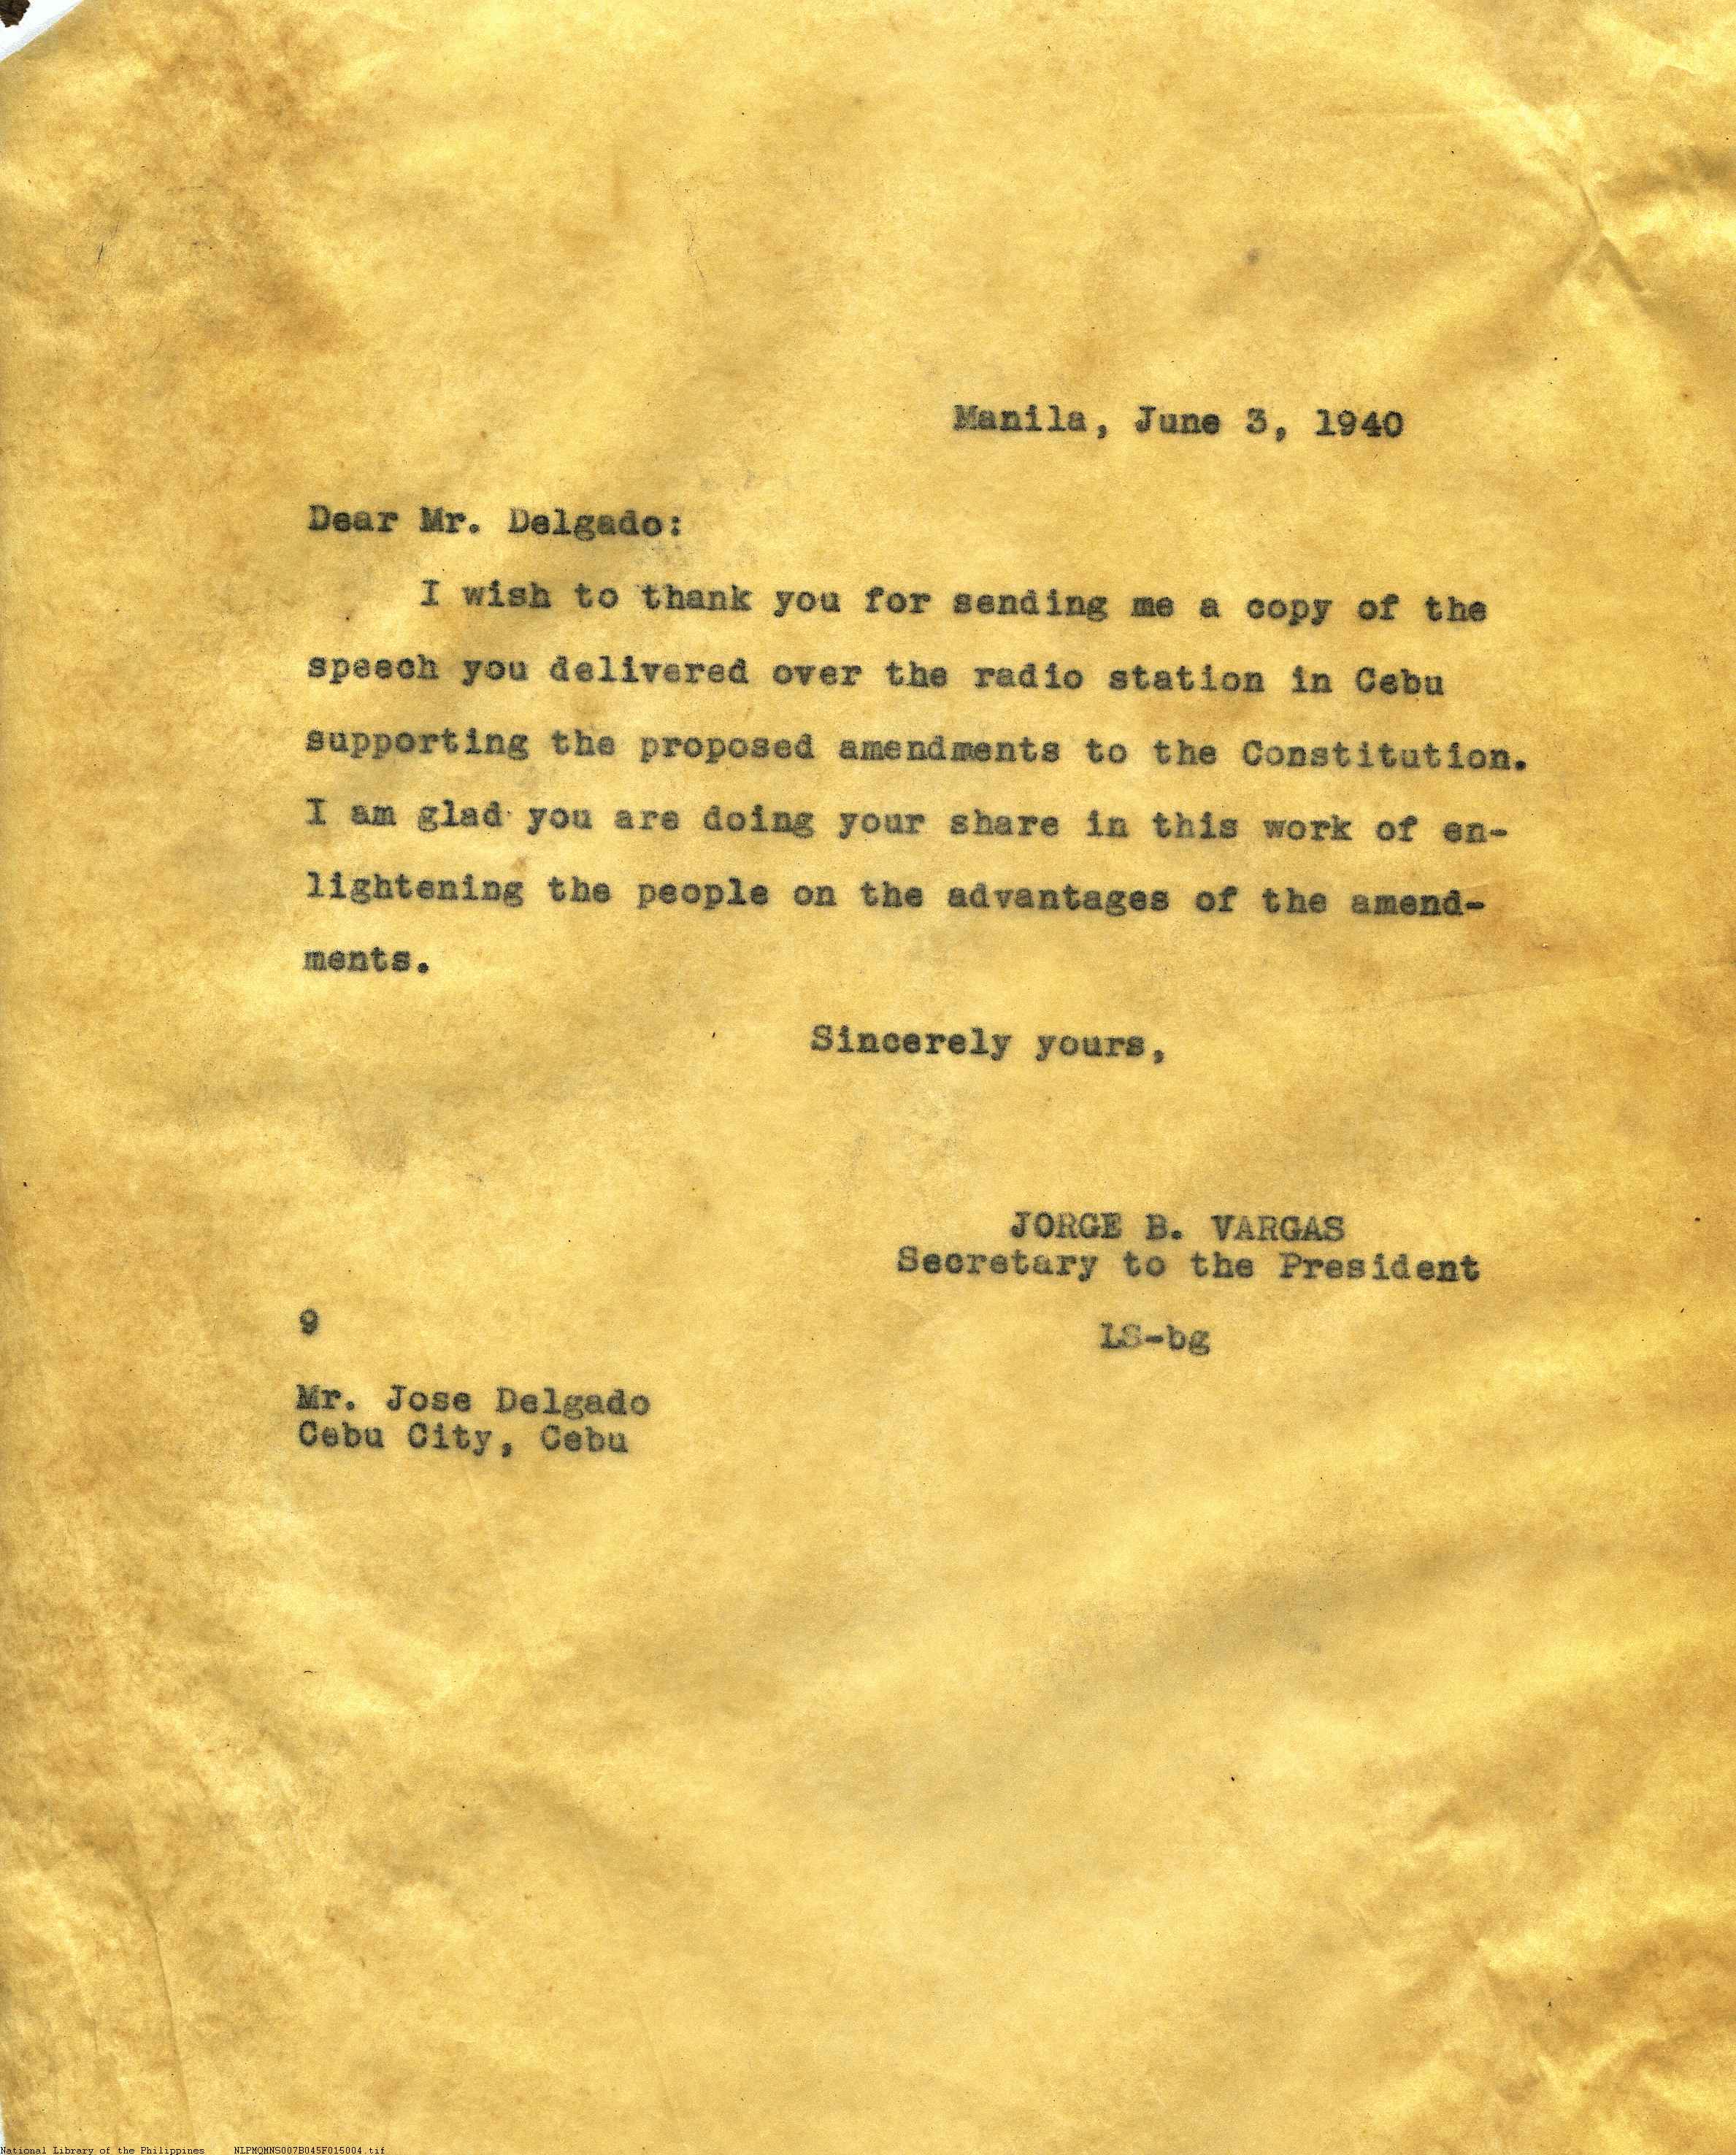 Manila, June 3, 1940
Dear Mr. Delgado:
I wish to thank you for sending me a copy of the
speech you delivered over the radio station in Cebu
supporting the proposed amendments to the Constitution.
I am glad you are doing your share in this work of en-
lightening the people on the advantages of the amend-
ments.
Sincerely yours,
JORGE B. VARGAS
Secretary to the President
9
LS-bg
Mr. Jose Delgado
Cebu City, Cebu
National Library of the Philippines NLPMQMNS007B045F015004.tif